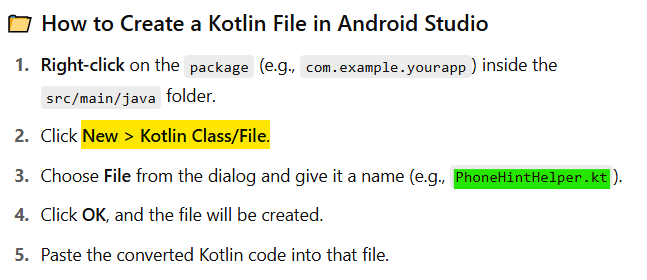 📂 How to Create a Kotlin File in Android Studio
1. Right-click on the package (e.g., com.example.yourapp) inside the
src/main/java folder.
2. Click New > Kotlin Class/File.
3. Choose File from the dialog and give it a name (e.g., PhoneHintHelper.kt).
4. Click OK, and the file will be created.
5. Paste the converted Kotlin code into that file.